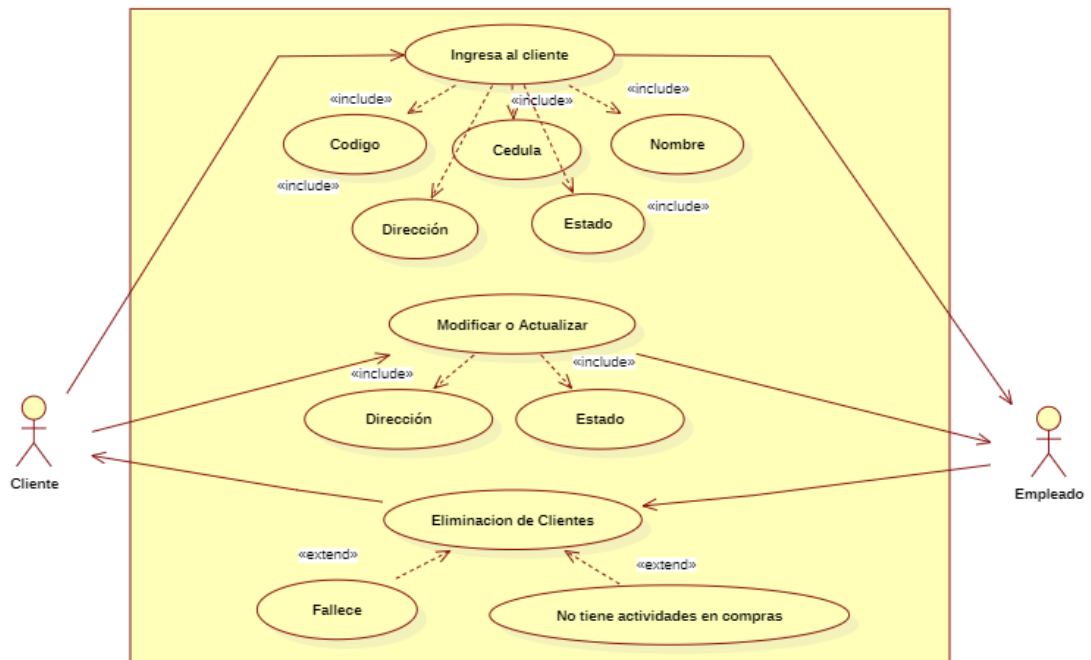 Ingresa al cliente
«include»
«include»
«include»
Codigo
Cedula
Nombre
«include»
«include»
Dirección
Estado
Modificar o Actualizar
«include»
«include»
Dirección
Estado
Cliente
Empleado
Eliminacion de Clientes
«extend»
«extend»
Fallece
No tiene actividades en compras